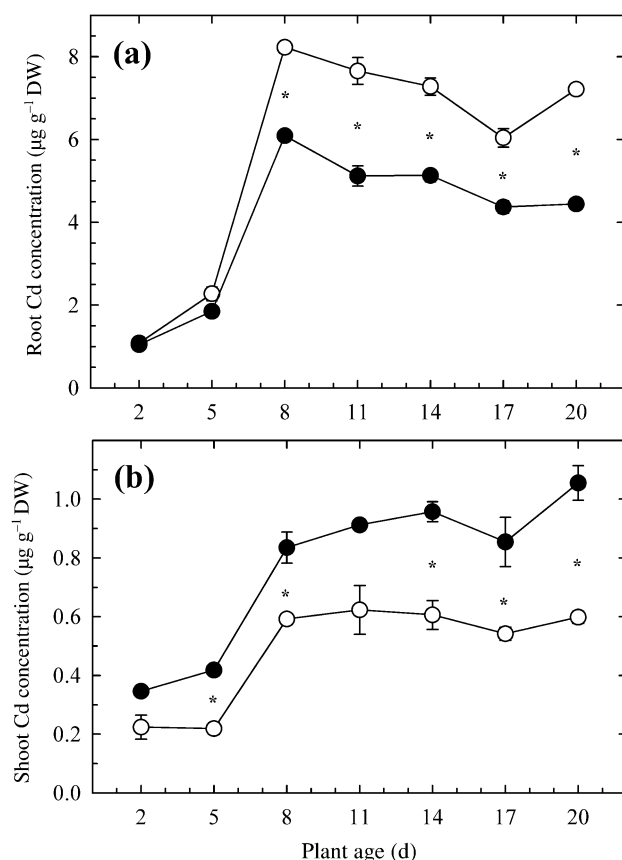 (a)
Root Cd concentration (µg g⁻¹ DW)
8
6
4
2
0
* * * * *
2 5 8 11 14 17 20
(b)
Shoot Cd concentration (µg g⁻¹ DW)
1.0
0.8
0.6
0.4
0.2
0.0
* * * * *
2 5 8 11 14 17 20
Plant age (d)